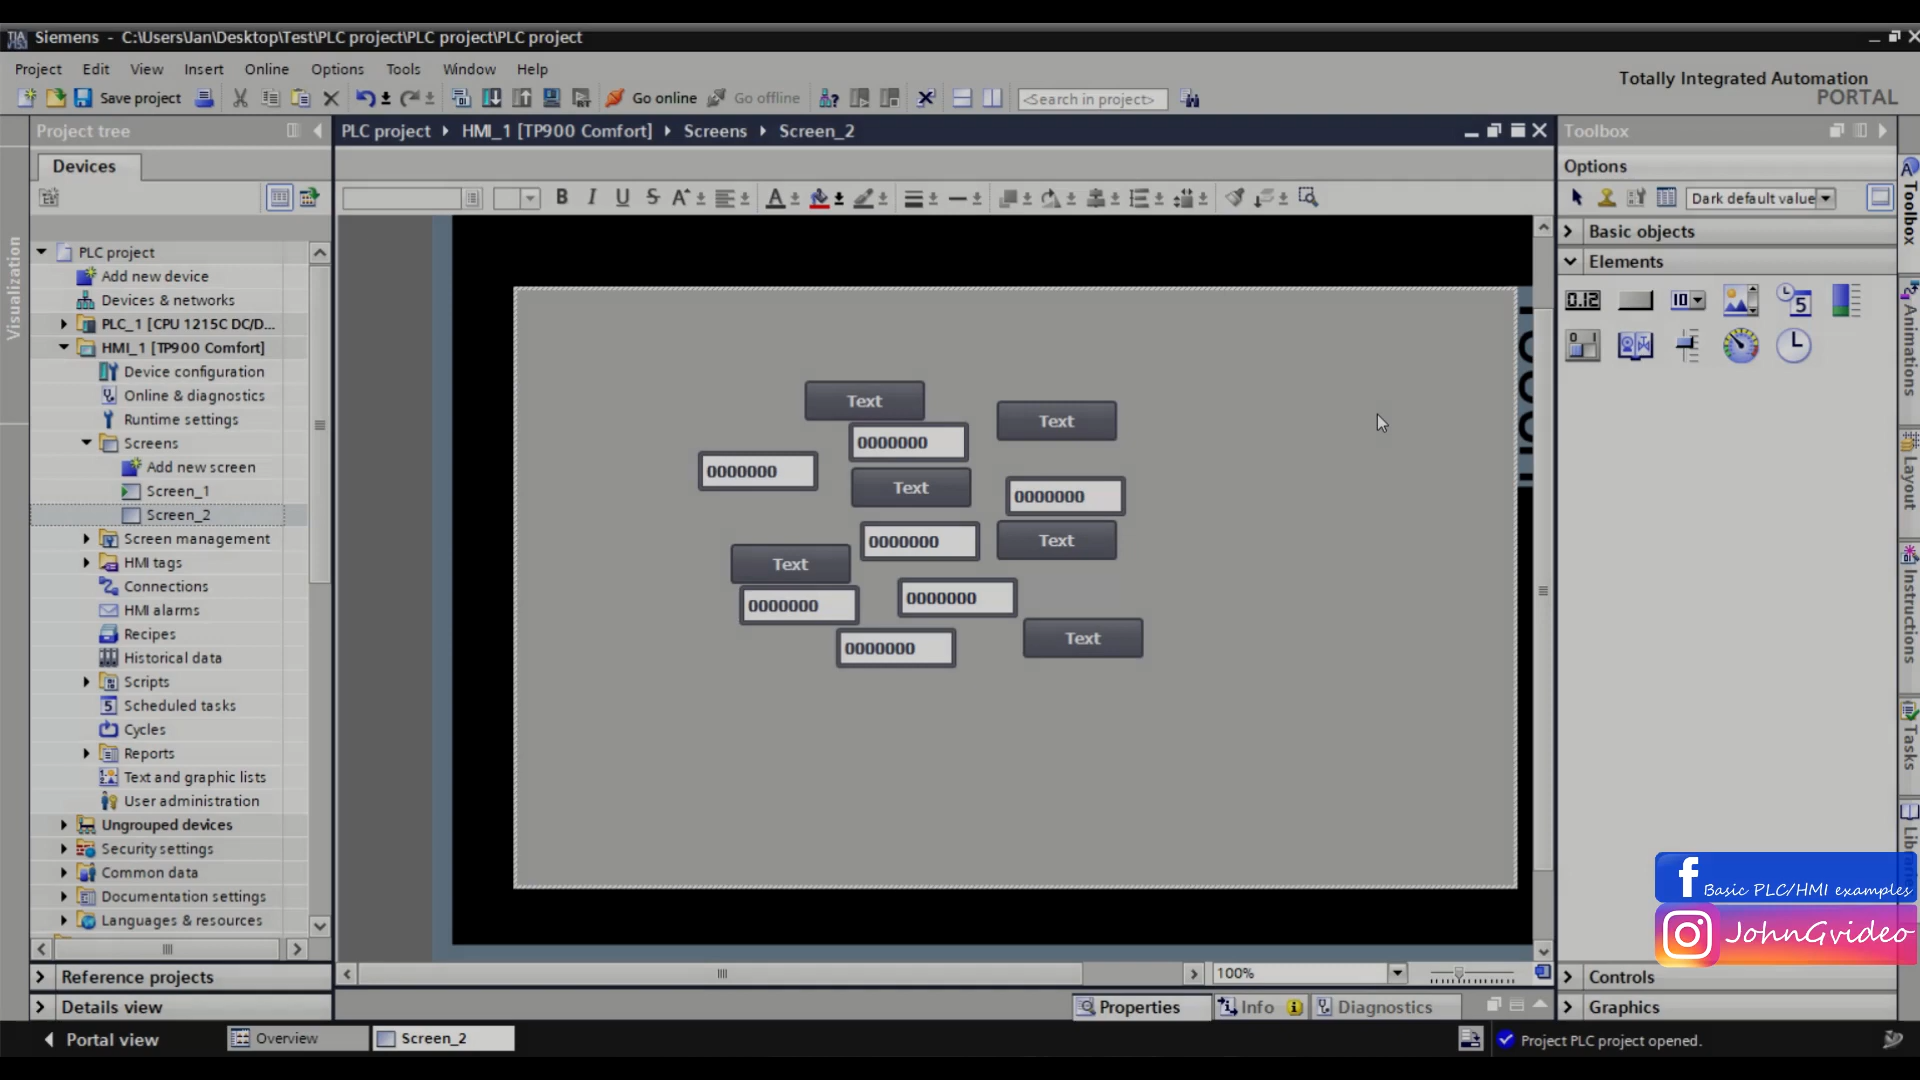 Siemens - C:\Users\Jan\Desktop\Test\PLC project\PLC project\PLC project
Project Edit View Insert Online Options Tools Window Help
Totally Integrated Automation
PORTAL
Save project Go online Go offline <Search in project>
Project tree
PLC project HMI_1 [TP900 Comfort] Screens Screen_2
Toolbox
Devices
Options
Dark default value
Visualization
Basic objects
Elements
PLC project
Add new device
Devices & networks
PLC_1 [CPU 1215C DC/D...
HMI_1 [TP900 Comfort]
Device configuration
Online & diagnostics
Runtime settings
Screens
Add new screen
Screen_1
Screen_2
Screen management
HMI tags
Connections
HMI alarms
Recipes
Historical data
Scripts
Scheduled tasks
Cycles
Reports
Text and graphic lists
User administration
Ungrouped devices
Security settings
Common data
Documentation settings
Languages & resources
Reference projects
Details view
Text
Text
0000000
0000000
Text
0000000
0000000
Text
Text
0000000
0000000
Text
0000000
100%
Properties Info Diagnostics
Toolbox
Animations
Layout
Instructions
Tasks
Basic PLC/HMI examples
JohnGvideo
Controls
Graphics
Portal view Overview Screen_2
Project PLC project opened.